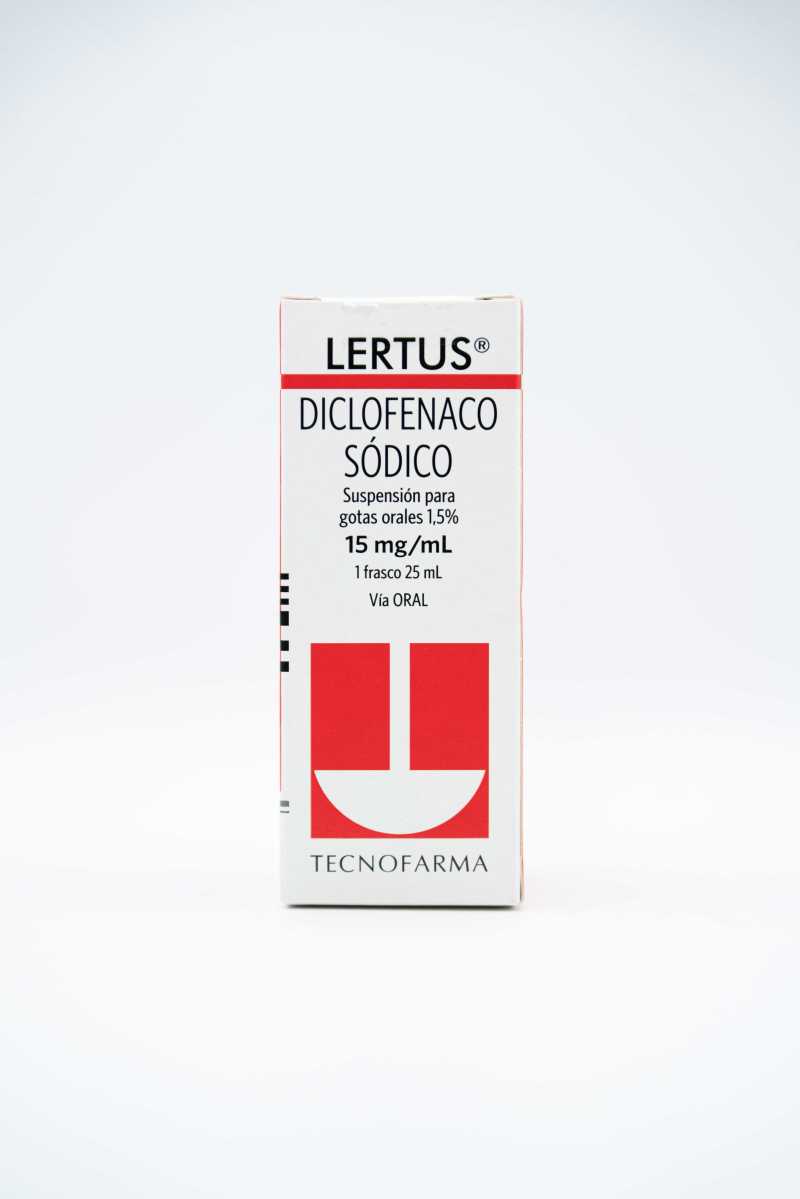 LERTUS®
DICLOFENACO
SÓDICO
Suspensión para
gotas orales 1,5%
15 mg/mL
1 frasco 25 mL
Vía ORAL
TECNOFARMA